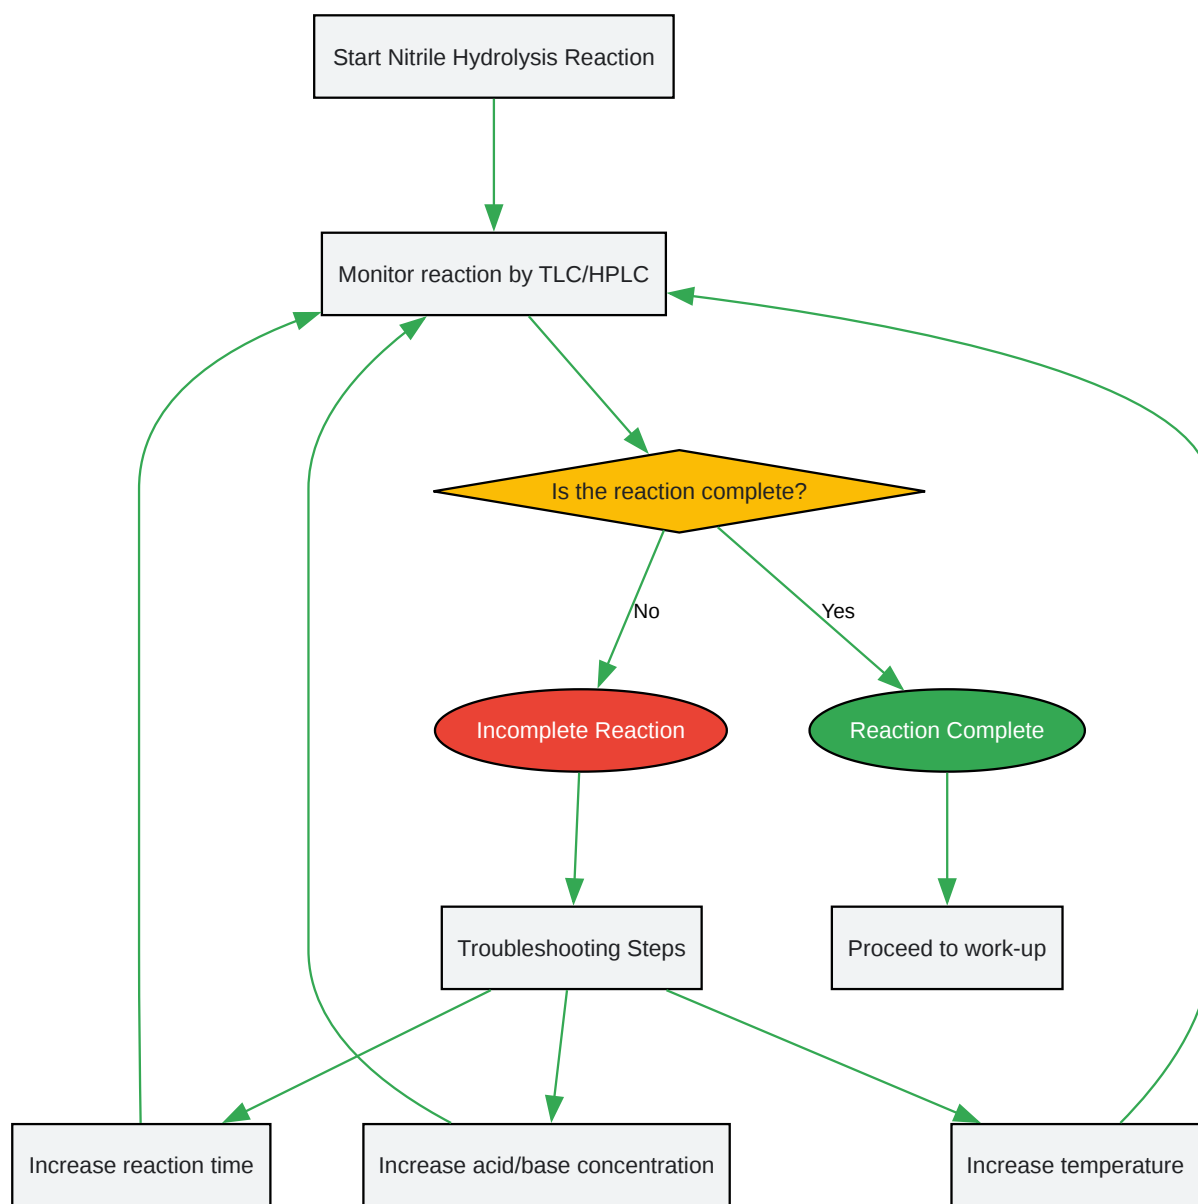 Start Nitrile Hydrolysis Reaction
Monitor reaction by TLC/HPLC
Is the reaction complete?
No
Yes
Incomplete Reaction
Reaction Complete
Troubleshooting Steps
Proceed to work-up
Increase reaction time
Increase acid/base concentration
Increase temperature